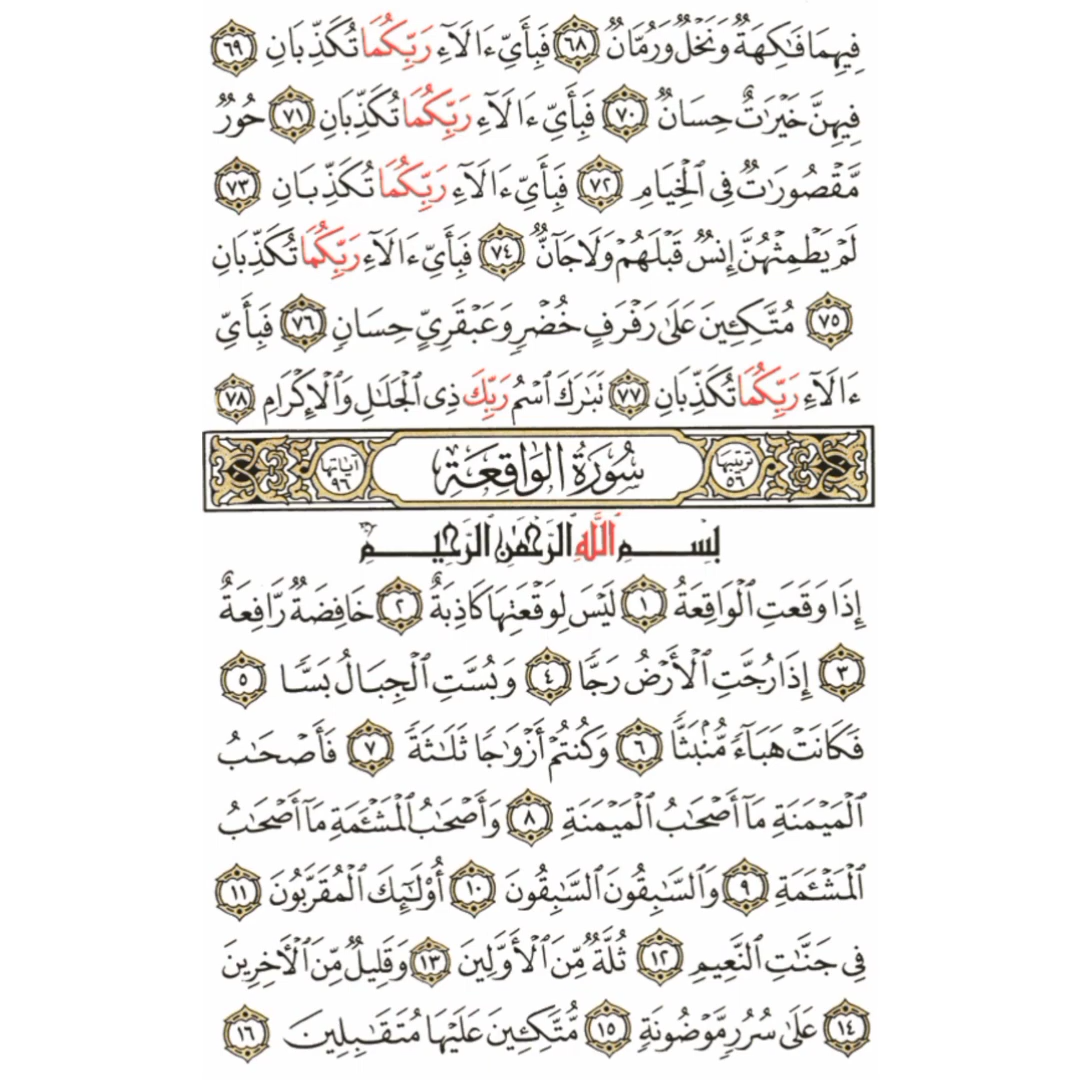 فِيهِمَا فَٰكِهَةٌ وَنَخْلٌ وَرُمَّانٌ ٦٨ فَبِأَىِّ ءَالَآءِ رَبِّكُمَا تُكَذِّبَانِ ٦٩
فِيهِنَّ خَيْرَٰتٌ حِسَانٌ ٧٠ فَبِأَىِّ ءَالَآءِ رَبِّكُمَا تُكَذِّبَانِ ٧١ حُورٌ
مَّقْصُورَٰتٌ فِى ٱلْخِيَامِ ٧٢ فَبِأَىِّ ءَالَآءِ رَبِّكُمَا تُكَذِّبَانِ ٧٣
لَمْ يَطْمِثْهُنَّ إِنسٌ قَبْلَهُمْ وَلَا جَآنٌّ ٧٤ فَبِأَىِّ ءَالَآءِ رَبِّكُمَا تُكَذِّبَانِ
٧٥ مُتَّكِـِٔينَ عَلَىٰ رَفْرَفٍ خُضْرٍ وَعَبْقَرِىٍّ حِسَانٍ ٧٦ فَبِأَىِّ
ءَالَآءِ رَبِّكُمَا تُكَذِّبَانِ ٧٧ تَبَٰرَكَ ٱسْمُ رَبِّكَ ذِى ٱلْجَلَٰلِ وَٱلْإِكْرَامِ ٧٨
ترتيبها ٥٦ سُورَةُ الوَاقِعَةِ آياتها ٩٦
بِسْمِ ٱللَّهِ ٱلرَّحْمَٰنِ ٱلرَّحِيمِ
إِذَا وَقَعَتِ ٱلْوَاقِعَةُ ١ لَيْسَ لِوَقْعَتِهَا كَاذِبَةٌ ٢ خَافِضَةٌ رَّافِعَةٌ
٣ إِذَا رُجَّتِ ٱلْأَرْضُ رَجًّا ٤ وَبُسَّتِ ٱلْجِبَالُ بَسًّا ٥
فَكَانَتْ هَبَآءً مُّنۢبَثًّا ٦ وَكُنتُمْ أَزْوَٰجًا ثَلَٰثَةً ٧ فَأَصْحَٰبُ
ٱلْمَيْمَنَةِ مَآ أَصْحَٰبُ ٱلْمَيْمَنَةِ ٨ وَأَصْحَٰبُ ٱلْمَشْـَٔمَةِ مَآ أَصْحَٰبُ
ٱلْمَشْـَٔمَةِ ٩ وَٱلسَّٰبِقُونَ ٱلسَّٰبِقُونَ ١٠ أُو۟لَٰٓئِكَ ٱلْمُقَرَّبُونَ ١١
فِى جَنَّٰتِ ٱلنَّعِيمِ ١٢ ثُلَّةٌ مِّنَ ٱلْأَوَّلِينَ ١٣ وَقَلِيلٌ مِّنَ ٱلْءَاخِرِينَ
١٤ عَلَىٰ سُرُرٍ مَّوْضُونَةٍ ١٥ مُّتَّكِـِٔينَ عَلَيْهَا مُتَقَٰبِلِينَ ١٦